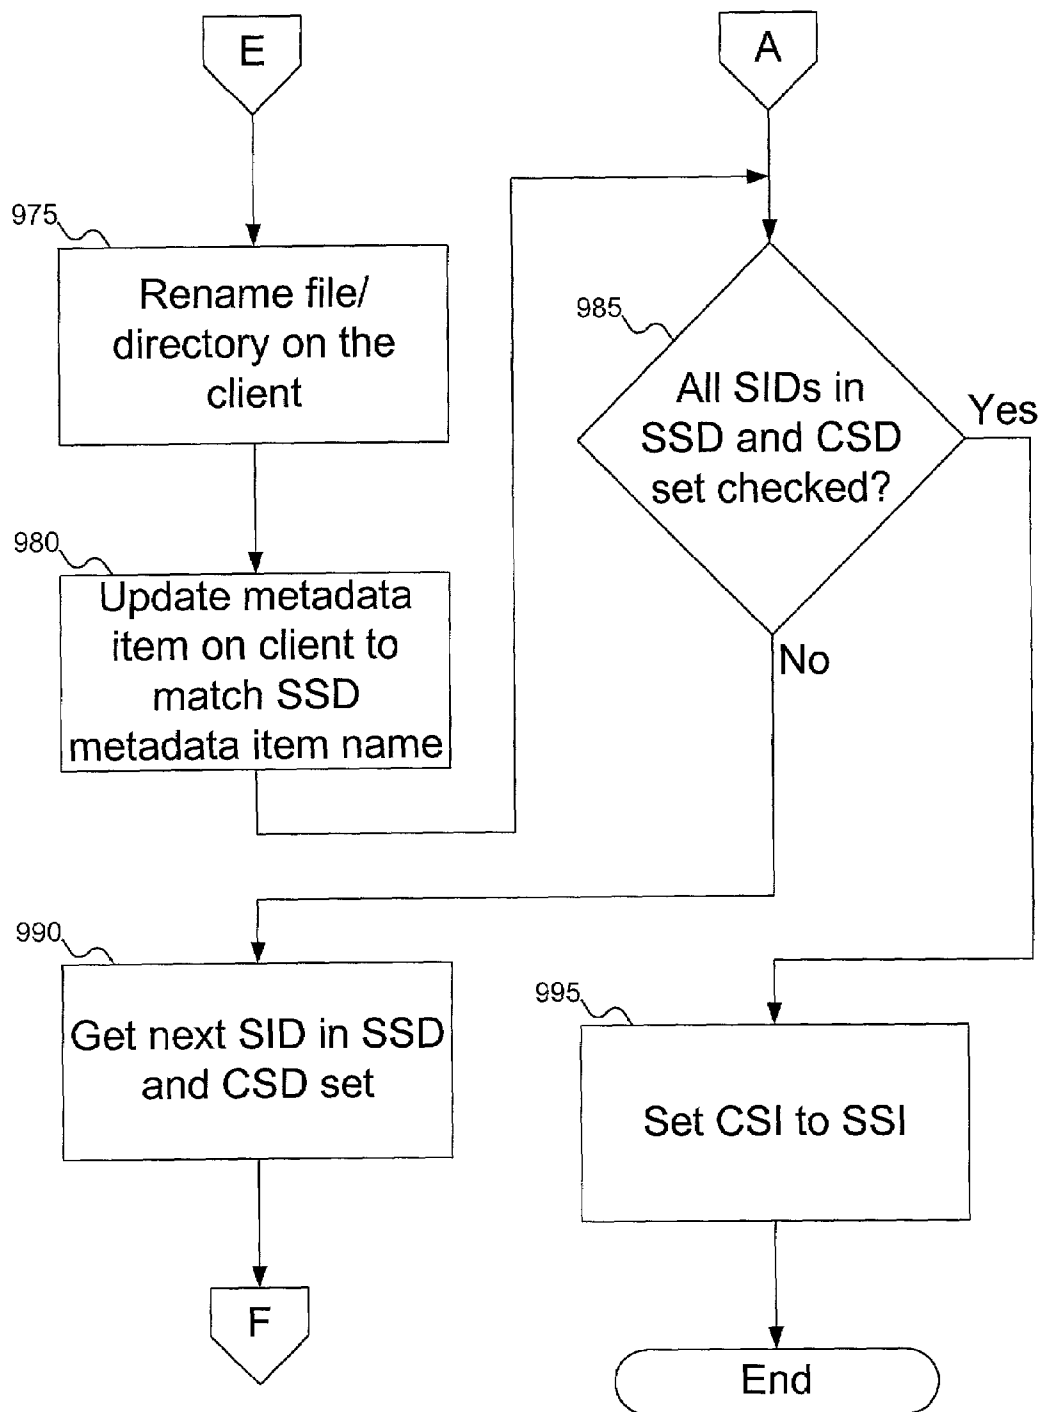 E
A
975
Rename file/
directory on the
client
985
All SIDs in
SSD and CSD
set checked?
Yes
No
980
Update metadata
item on client to
match SSD
metadata item name
990
Get next SID in SSD
and CSD set
995
Set CSI to SSI
F
End